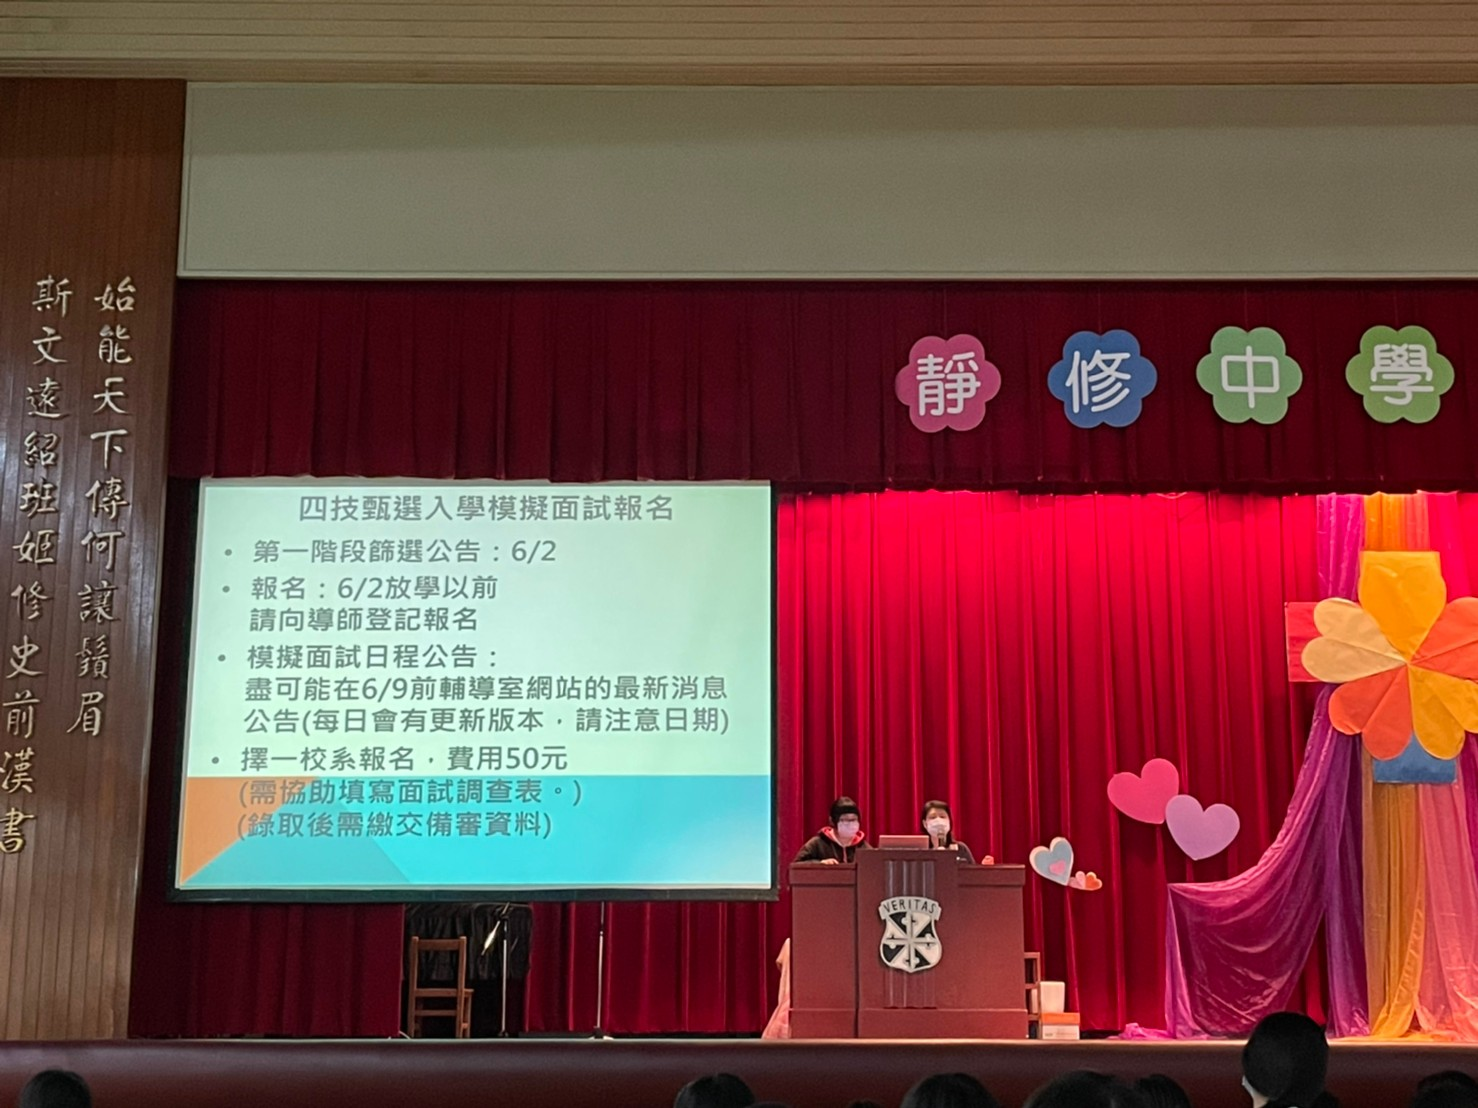 始能天下傳何讓鬚眉
斯文遠紹班姬修史前漢書
靜修中學
四技甄選入學模擬面試報名
• 第一階段篩選公告：6/2
• 報名：6/2放學以前
請向導師登記報名
• 模擬面試日程公告：
盡可能在6/9前輔導室網站的最新消息
公告(每日會有更新版本，請注意日期)
• 擇一校系報名，費用50元
(需協助填寫面試調查表。)
(錄取後需繳交備審資料)
VERITAS